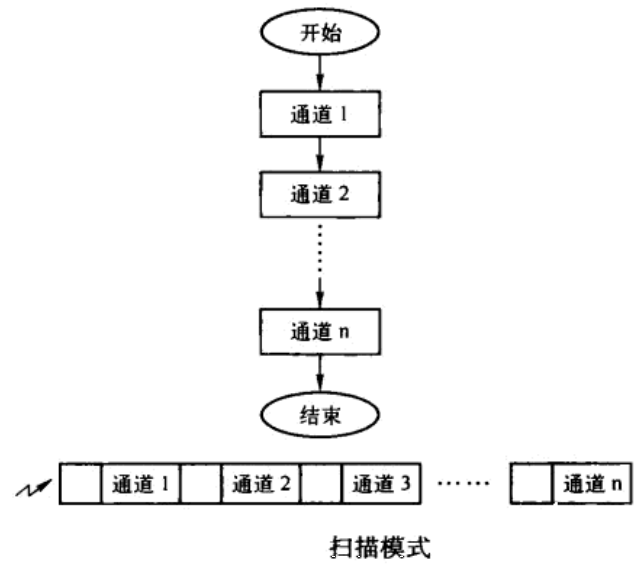 开始
通道 1
通道 2
通道 n
结束
通道 1 通道 2 通道 3 …… 通道 n
扫描模式